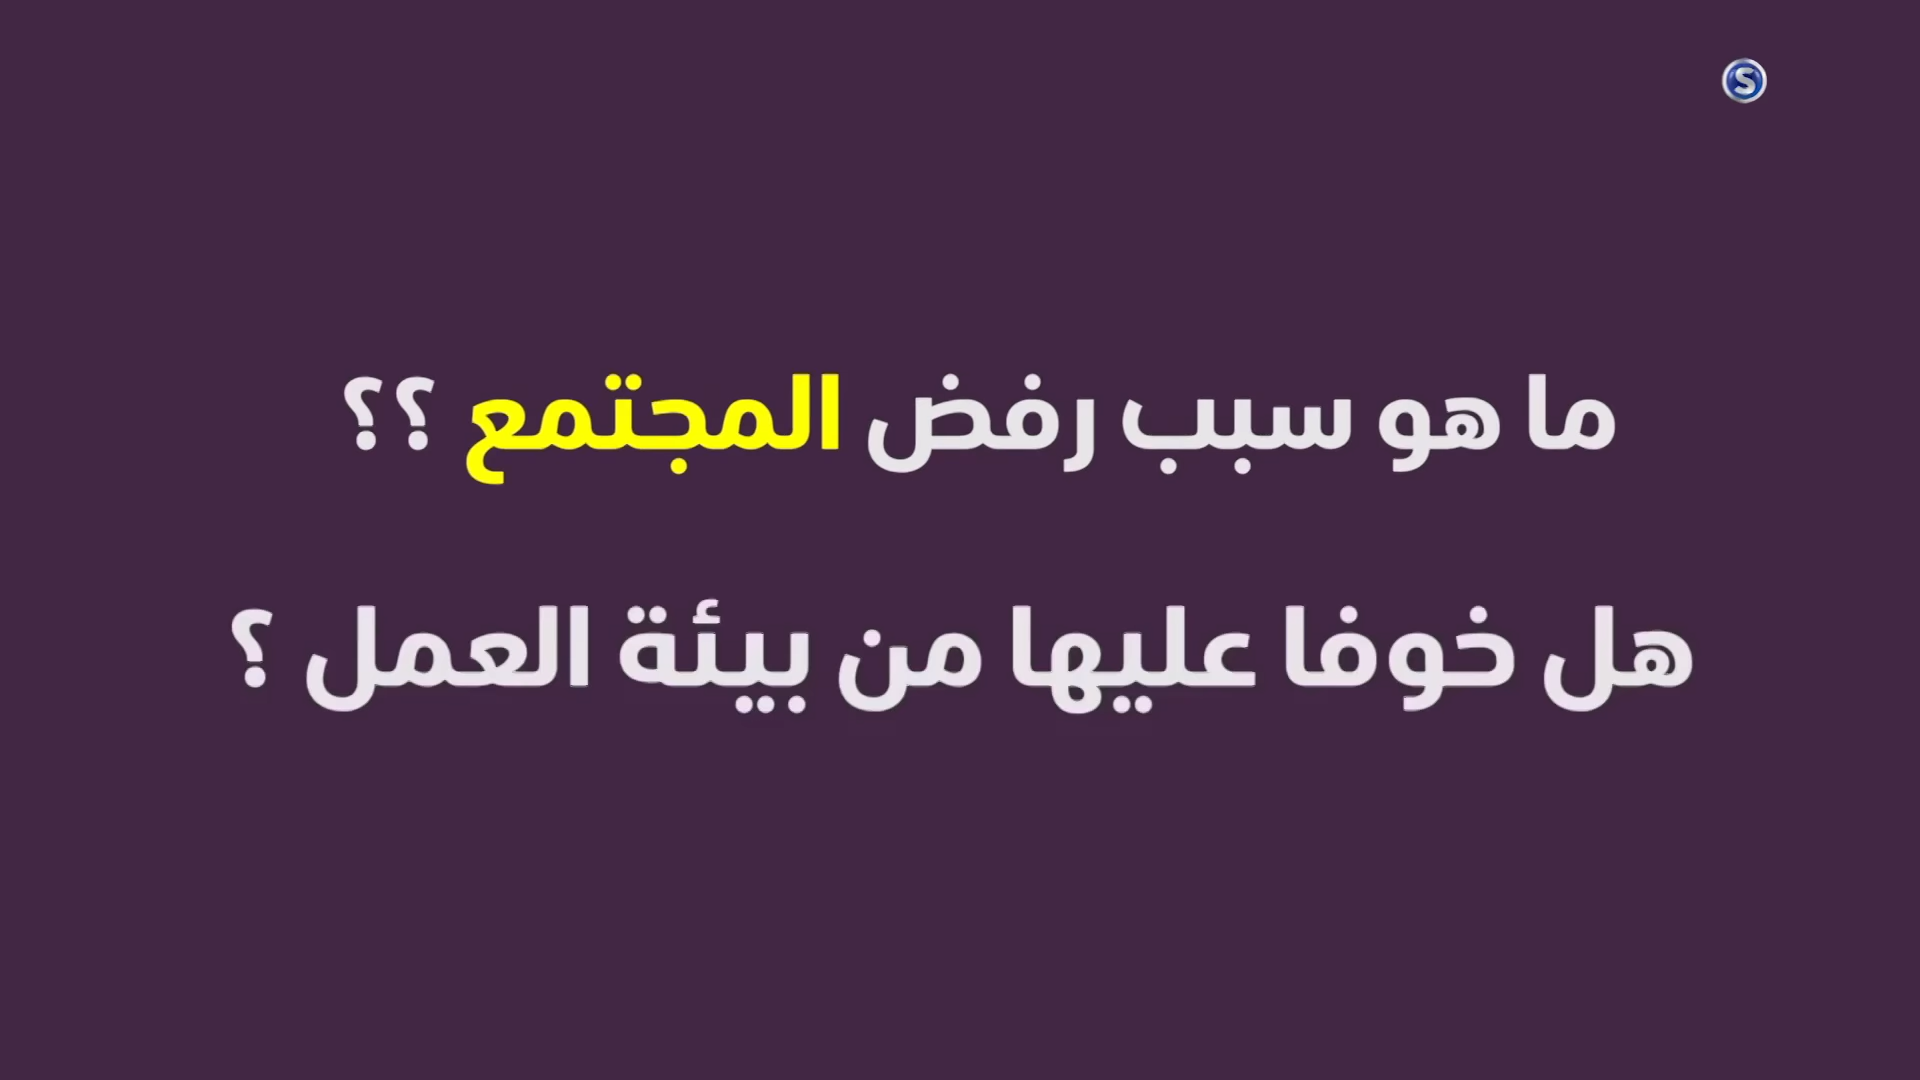 S
ما هو سبب رفض المجتمع ؟؟
هل خوفا عليها من بيئة العمل ؟